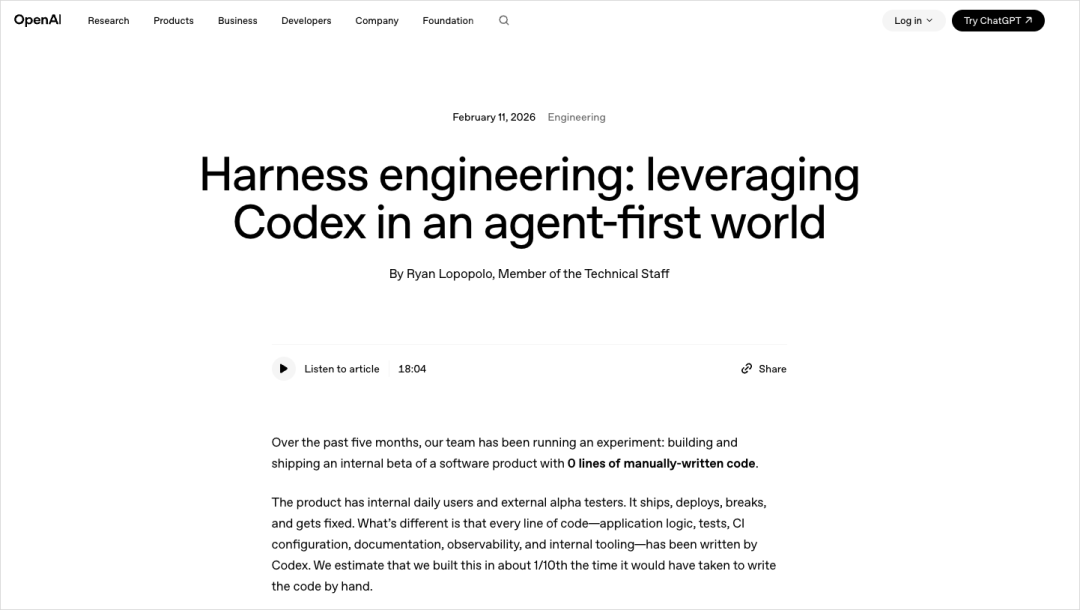 OpenAI Research Products Business Developers Company Foundation Log in Try ChatGPT
February 11, 2026 Engineering
Harness engineering: leveraging
Codex in an agent-first world
By Ryan Lopopolo, Member of the Technical Staff
Listen to article 18:04 Share
Over the past five months, our team has been running an experiment: building and
shipping an internal beta of a software product with 0 lines of manually-written code.
The product has internal daily users and external alpha testers. It ships, deploys, breaks,
and gets fixed. What’s different is that every line of code—application logic, tests, CI
configuration, documentation, observability, and internal tooling—has been written by
Codex. We estimate that we built this in about 1/10th the time it would have taken to write
the code by hand.